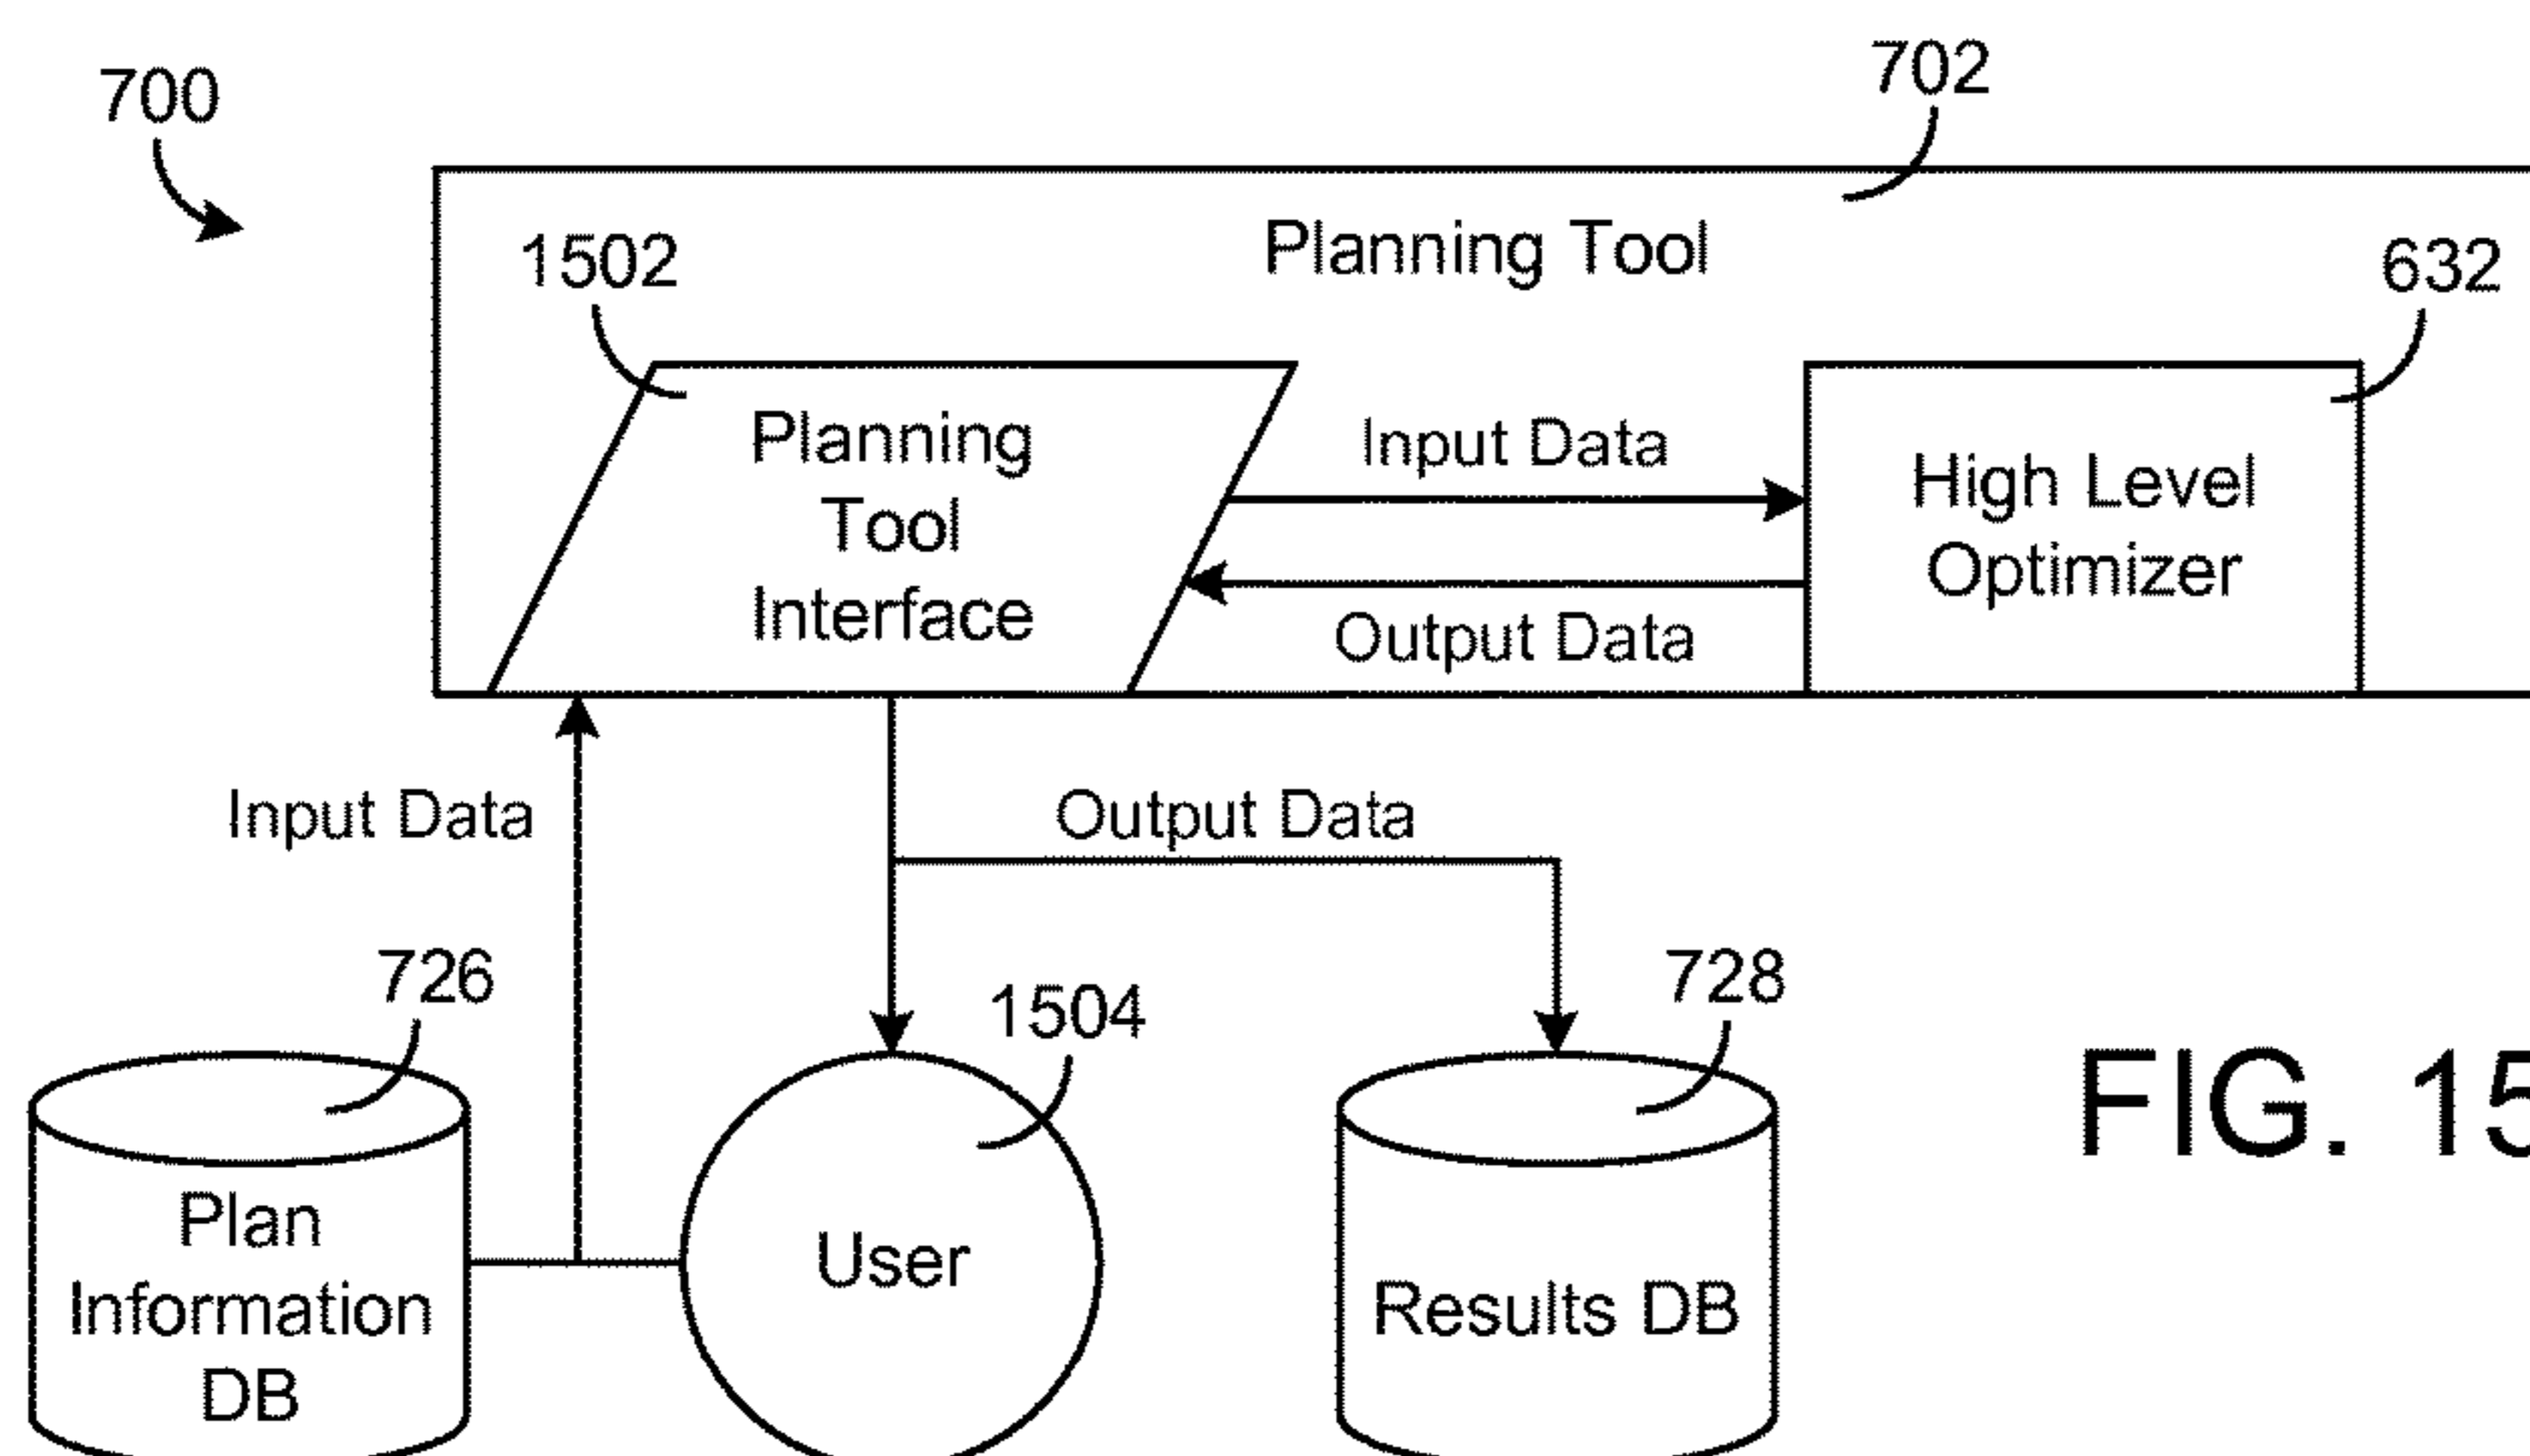 700
702
Planning Tool
1502
632
Planning
Tool
Interface
Input Data
Output Data
High Level
Optimizer
Input Data
Output Data
726
1504
728
Plan
Information
DB
User
Results DB
FIG. 15